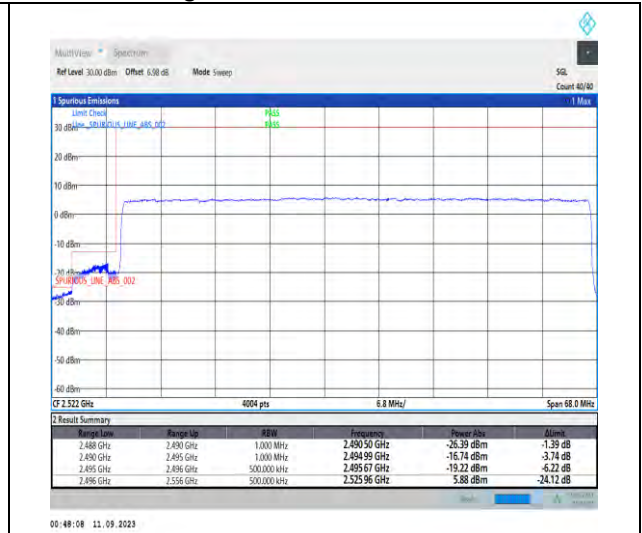 MultiView Spectrum
Ref Level 30.00 dBm Offset 6.98 dB Mode Sweep SGL
Count 40/40
1 Spurious Emissions 1 Max
Limit Check PASS
Line _SPURIOUS_LINE_ABS_002 PASS
30 dBm
20 dBm
10 dBm
0 dBm
-10 dBm
-20 dBm
_SPURIOUS_LINE_ABS_002
-30 dBm
-40 dBm
-50 dBm
-60 dBm
CF 2.522 GHz 4004 pts 6.8 MHz/ Span 68.0 MHz
2 Result Summary
Range Low Range Up RBW Frequency Power Abs ΔLimit
2.488 GHz 2.490 GHz 1.000 MHz 2.490 50 GHz -26.39 dBm -1.39 dB
2.490 GHz 2.495 GHz 1.000 MHz 2.494 99 GHz -16.74 dBm -3.74 dB
2.495 GHz 2.496 GHz 500.000 kHz 2.495 67 GHz -19.22 dBm -6.22 dB
2.496 GHz 2.556 GHz 500.000 kHz 2.525 96 GHz 5.88 dBm -24.12 dB
00:48:08 11.09.2023